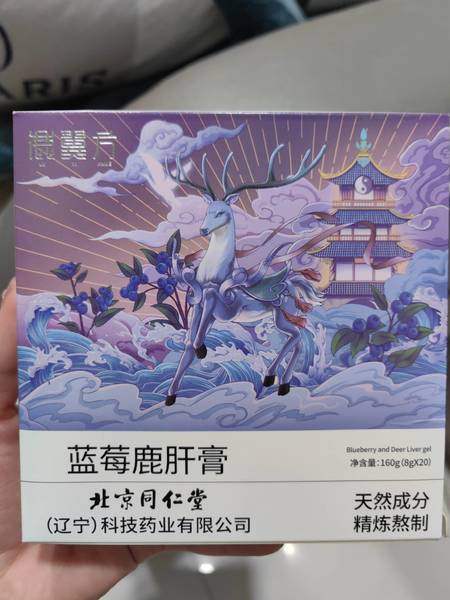 ARIS
蓝莓鹿肝膏
Blueberry and Deer Liver gel
净含量:160g(8gX20)
北京同仁堂
(辽宁)科技药业有限公司
天然成分
精炼熬制